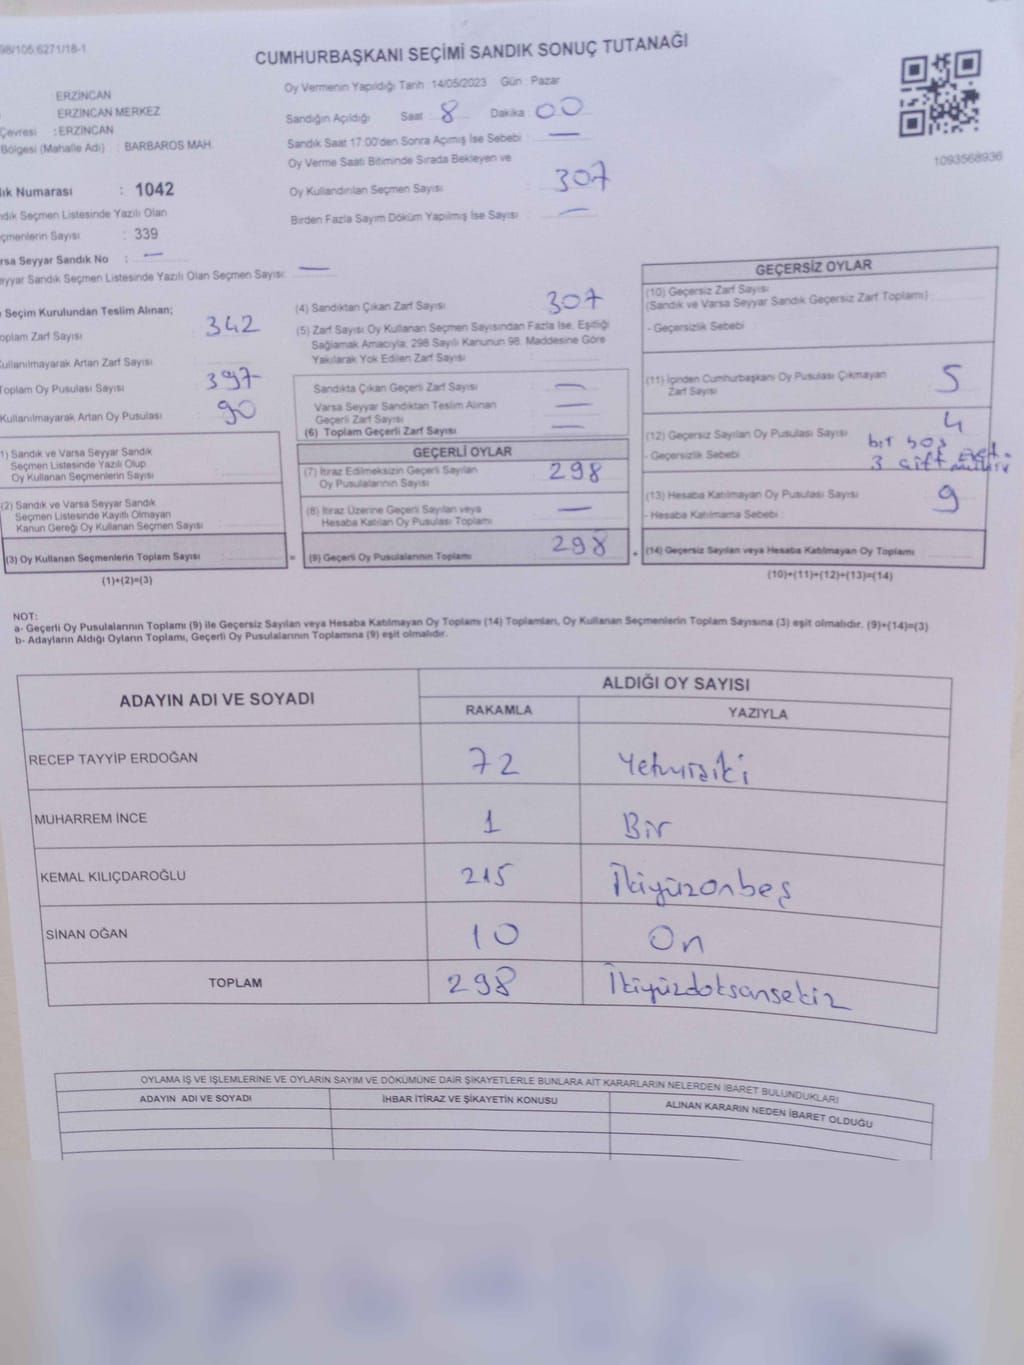 98/105.6271/18-1
CUMHURBAŞKANI SEÇİMİ SANDIK SONUÇ TUTANAĞI
Oy Vermenin Yapıldığı Tarih :14/05/2023 Gün : Pazar
: ERZİNCAN
ERZİNCAN MERKEZ
Çevresi : ERZİNCAN
Bölgesi (Mahalle Adı) : BARBAROS MAH.
Sandığın Açıldığı Saat 8 Dakika : 00
Sandık Saat 17:00'den Sonra Açımış İse Sebebi : —
Oy Verme Saati Bitiminde Sırada Bekleyen ve
Oy Kullandırılan Seçmen Sayısı : 307
Birden Fazla Sayım Döküm Yapılmış İse Sayısı : —
1093568936
ık Numarası : 1042
dık Seçmen Listesinde Yazılı Olan
çmenlerin Sayısı : 339
rsa Seyyar Sandık No : —
eyyar Sandık Seçmen Listesinde Yazılı Olan Seçmen Sayısı: —
Seçim Kurulundan Teslim Alınan;
oplam Zarf Sayısı : 342
ullanılmayarak Artan Zarf Sayısı
Toplam Oy Pusulası Sayısı : 397
Kullanılmayarak Artan Oy Pusulası : 90
1) Sandık ve Varsa Seyyar Sandık
Seçmen Listesinde Yazılı Olup
Oy Kullanan Seçmenlerin Sayısı
(2) Sandık ve Varsa Seyyar Sandık
Seçmen Listesinde Kayıtlı Olmayan
Kanun Gereği Oy Kullanan Seçmen Sayısı
(3) Oy Kullanan Seçmenlerin Toplam Sayısı
(1)+(2)=(3)
(4) Sandıktan Çıkan Zarf Sayısı : 307
(5) Zarf Sayısı Oy Kullanan Seçmen Sayısından Fazla İse, Eşitliği
Sağlamak Amacıyla; 298 Sayılı Kanunun 98. Maddesine Göre
Yakılarak Yok Edilen Zarf Sayısı
Sandıkta Çıkan Geçerli Zarf Sayısı : —
Varsa Seyyar Sandıktan Teslim Alınan
Geçerli Zarf Sayısı : —
(6) Toplam Geçerli Zarf Sayısı : —
GEÇERLİ OYLAR
(7) İtiraz Edilmeksizin Geçerli Sayılan
Oy Pusulalarının Sayısı 298
(8) İtiraz Üzerine Geçerli Sayılan veya
Hesaba Katılan Oy Pusulası Toplamı —
= (9) Geçerli Oy Pusulalarının Toplamı 298
GEÇERSİZ OYLAR
(10) Geçersiz Zarf Sayısı
(Sandık ve Varsa Seyyar Sandık Geçersiz Zarf Toplamı)
- Geçersizlik Sebebi
(11) İçinden Cumhurbaşkanı Oy Pusulası Çıkmayan
Zarf Sayısı 5
(12) Geçersiz Sayılan Oy Pusulası Sayısı 4
- Geçersizlik Sebebi bir boş
3 çift
(13) Hesaba Katılmayan Oy Pusulası Sayısı 9
- Hesaba Katılmama Sebebi
+ (14) Geçersiz Sayılan veya Hesaba Katılmayan Oy Toplamı
(10)+(11)+(12)+(13)=(14)
NOT:
a- Geçerli Oy Pusulalarının Toplamı (9) ile Geçersiz Sayılan veya Hesaba Katılmayan Oy Toplamı (14) Toplamları, Oy Kullanan Seçmenlerin Toplam Sayısına (3) eşit olmalıdır. (9)+(14)=(3)
b- Adayların Aldığı Oyların Toplamı, Geçerli Oy Pusulalarının Toplamına (9) eşit olmalıdır.
ADAYIN ADI VE SOYADI ALDIĞI OY SAYISI
RAKAMLA YAZIYLA
RECEP TAYYİP ERDOĞAN 72 Yetmişiki
MUHARREM İNCE 1 Bir
KEMAL KILIÇDAROĞLU 215 İkiyüzonbeş
SİNAN OĞAN 10 On
TOPLAM 298 İkiyüzdoksansekiz
OYLAMA İŞ VE İŞLEMLERİNE VE OYLARIN SAYIM VE DÖKÜMÜNE DAİR ŞİKAYETLERLE BUNLARA AİT KARARLARIN NELERDEN İBARET BULUNDUKLARI
ADAYIN ADI VE SOYADI İHBAR İTİRAZ VE ŞİKAYETİN KONUSU ALINAN KARARIN NEDEN İBARET OLDUĞU